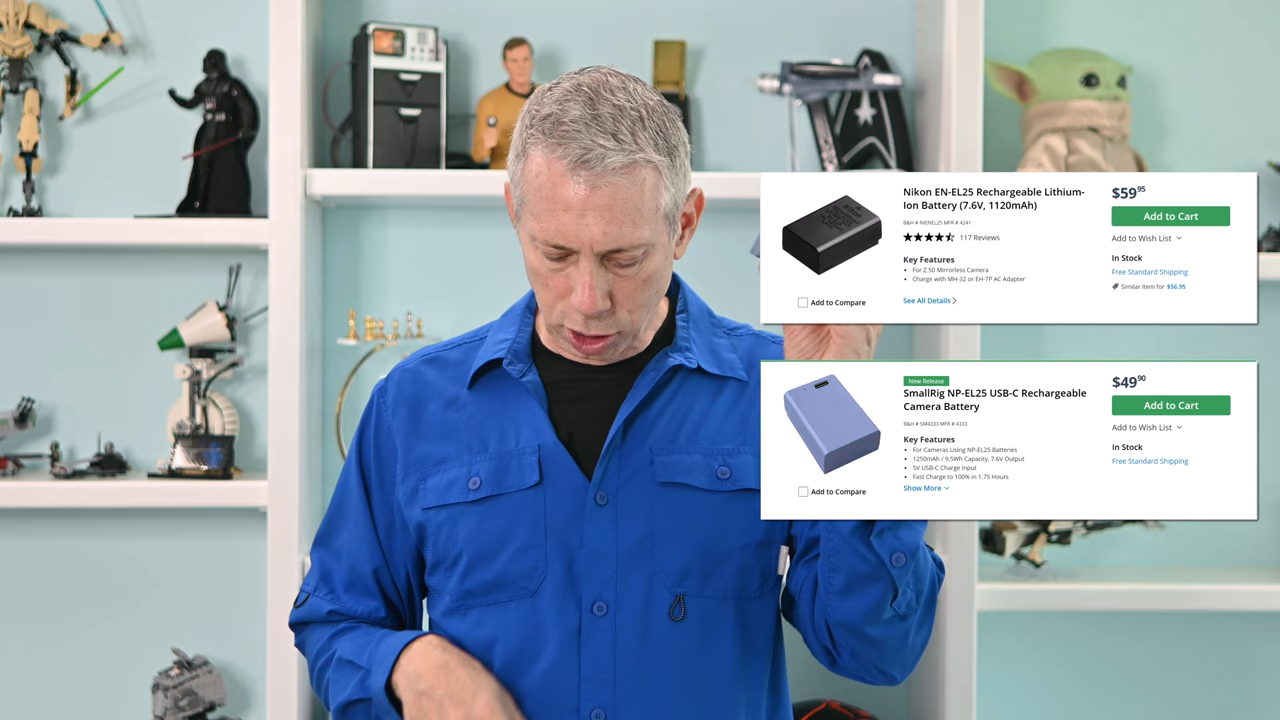 Nikon EN-EL25 Rechargeable Lithium-
Ion Battery (7.6V, 1120mAh)
B&H # NIENEL25 MFR # 4241
117 Reviews
Key Features
For Z 50 Mirrorless Camera
Charge with MH-32 or EH-7P AC Adapter
See All Details
Add to Compare
$59 95
Add to Cart
Add to Wish List
In Stock
Free Standard Shipping
Similar Item for $56.95
New Release
SmallRig NP-EL25 USB-C Rechargeable
Camera Battery
B&H # SM4333 MFR # 4333
Key Features
For Cameras Using NP-EL25 Batteries
1250mAh / 9.5Wh Capacity, 7.6V Output
5V USB-C Charge Input
Fast Charge to 100% in 1.75 Hours
Show More
Add to Compare
$49 90
Add to Cart
Add to Wish List
In Stock
Free Standard Shipping